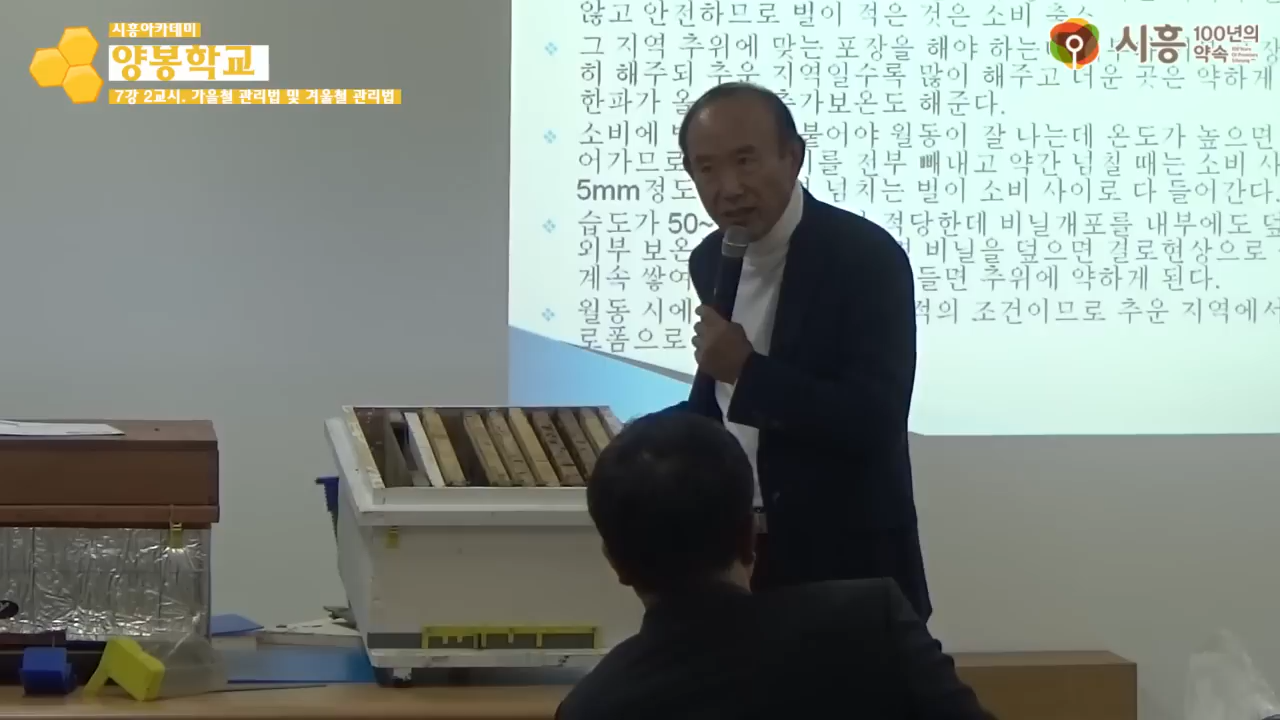 시흥아카데미
양봉학교
7강 2교시. 가을철 관리법 및 겨울철 관리법
시흥 100년의 약속
않고 안전하므로 빌이 적은 것은 소비 축소
그 지역 추위에 맞는 포장을 해야 하는데
히 해주되 추운 지역일수록 많이 해주고 더운 곳은 약하게
한파가 추가보온도 해준다.
소비에 붙어야 월동이 잘 나는데 온도가 높으면
어가므로 전부 빼내고 약간 넘칠 때는 소비 사
5mm정도 넘치는 빌이 소비 사이로 다 들어간다.
습도가 50~ 적당한데 비닐개포를 내부에도 덮
외부 보온 비닐을 덮으면 결로현상으로
계속 쌓여 들면 추위에 약하게 된다.
월동 시에 적의 조건이므로 추운 지역에서
로폼으로